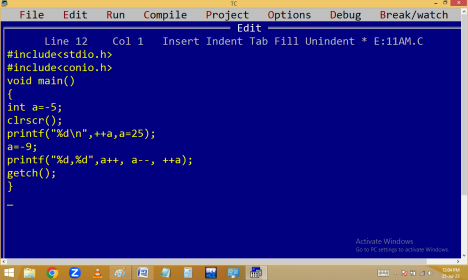 TC
File Edit Run Compile Project Options Debug Break/watch
Edit
Line 12 Col 1 Insert Indent Tab Fill Unindent * E:11AM.C
#include<stdio.h>
#include<conio.h>
void main()
{
int a=-5;
clrscr();
printf("%d\n",++a,a=25);
a=-9;
printf("%d,%d",a++, a--, ++a);
getch();
}
_
Activate Windows
Go to PC settings to activate Windows.